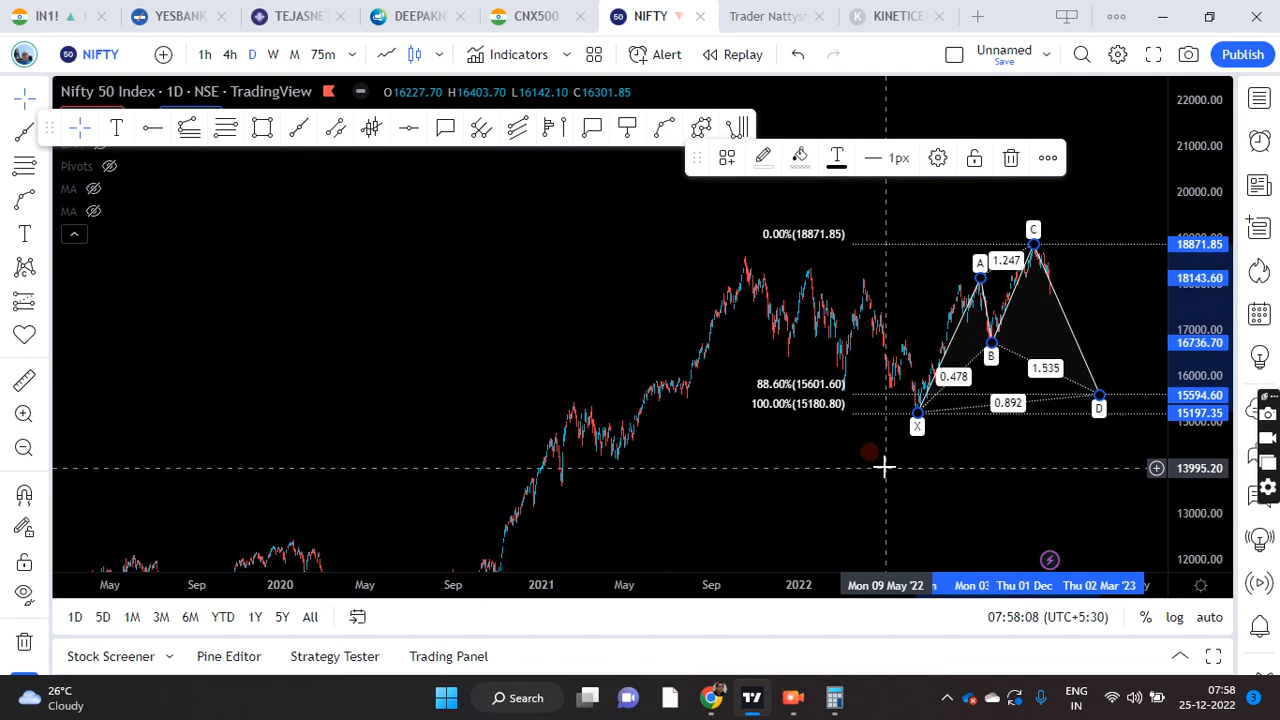 IN1!
YESBANK
TEJASNET
DEEPAKN
CNX500
NIFTY
Trader Nattysh
KINETICE
NIFTY
1h 4h D W M 75m
Indicators
Alert
Replay
Unnamed
Save
Publish
Nifty 50 Index · 1D · NSE · TradingView
O16227.70 H16403.70 L16142.10 C16301.85
Pivots
MA
MA
1px
22000.00
21000.00
20000.00
18871.85
18143.60
17000.00
16736.70
16000.00
15594.60
15197.35
15000.00
13995.20
13000.00
12000.00
0.00%(18871.85)
88.60%(15601.60)
100.00%(15180.80)
C
A
1.247
B
0.478
1.535
0.892
D
X
May Sep 2020 May Sep 2021 May Sep 2022 Mon 09 May '22 Mon 03 Thu 01 Dec Thu 02 Mar '23
1D 5D 1M 3M 6M YTD 1Y 5Y All
07:58:08 (UTC+5:30) % log auto
Stock Screener Pine Editor Strategy Tester Trading Panel
26°C
Cloudy
Search
ENG
IN
07:58
25-12-2022
3